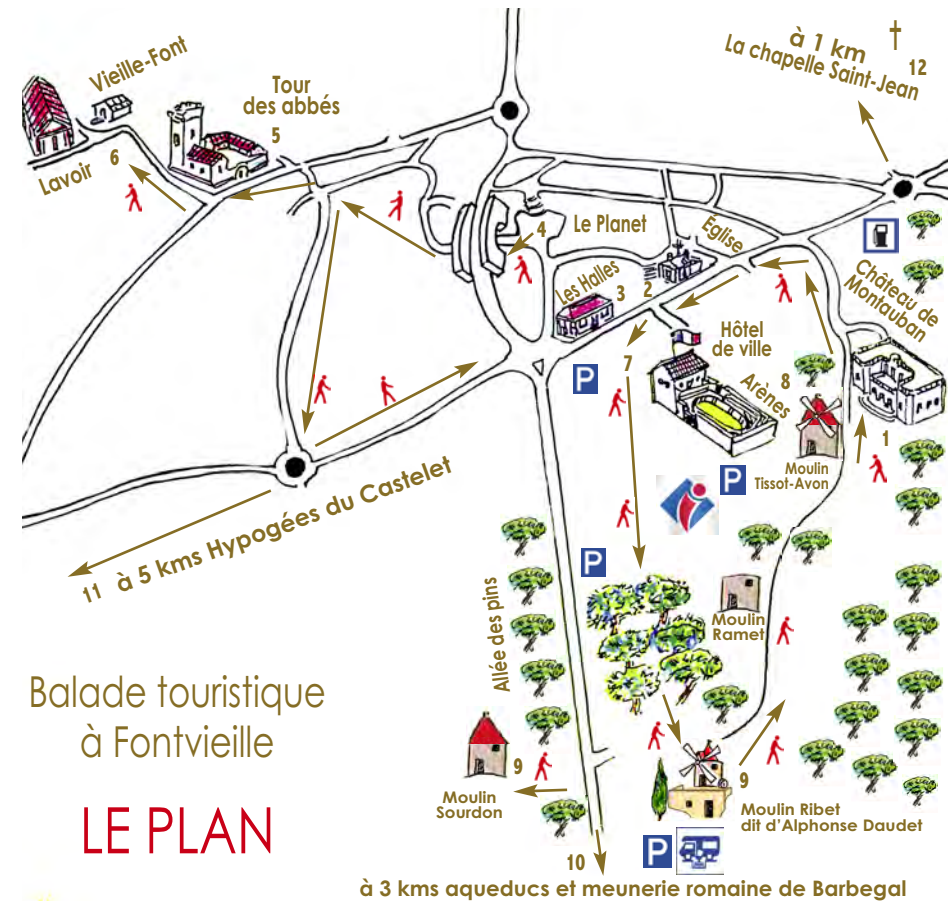 à 1 km
La chapelle Saint-Jean
12
Vieille-Font
Tour
des abbés
5
Lavoir
6
4
Le Planet
Église
Les Halles
3
2
Château de
Montauban
Hôtel
de ville
7
P
Arènes
8
1
Moulin
Tissot-Avon
P
11 à 5 kms Hypogées du Castelet
P
Allée des pins
Moulin
Ramet
Balade touristique
à Fontvieille
LE PLAN
9
Moulin
Sourdon
9
Moulin Ribet
dit d'Alphonse Daudet
P
10
à 3 kms aqueducs et meunerie romaine de Barbegal